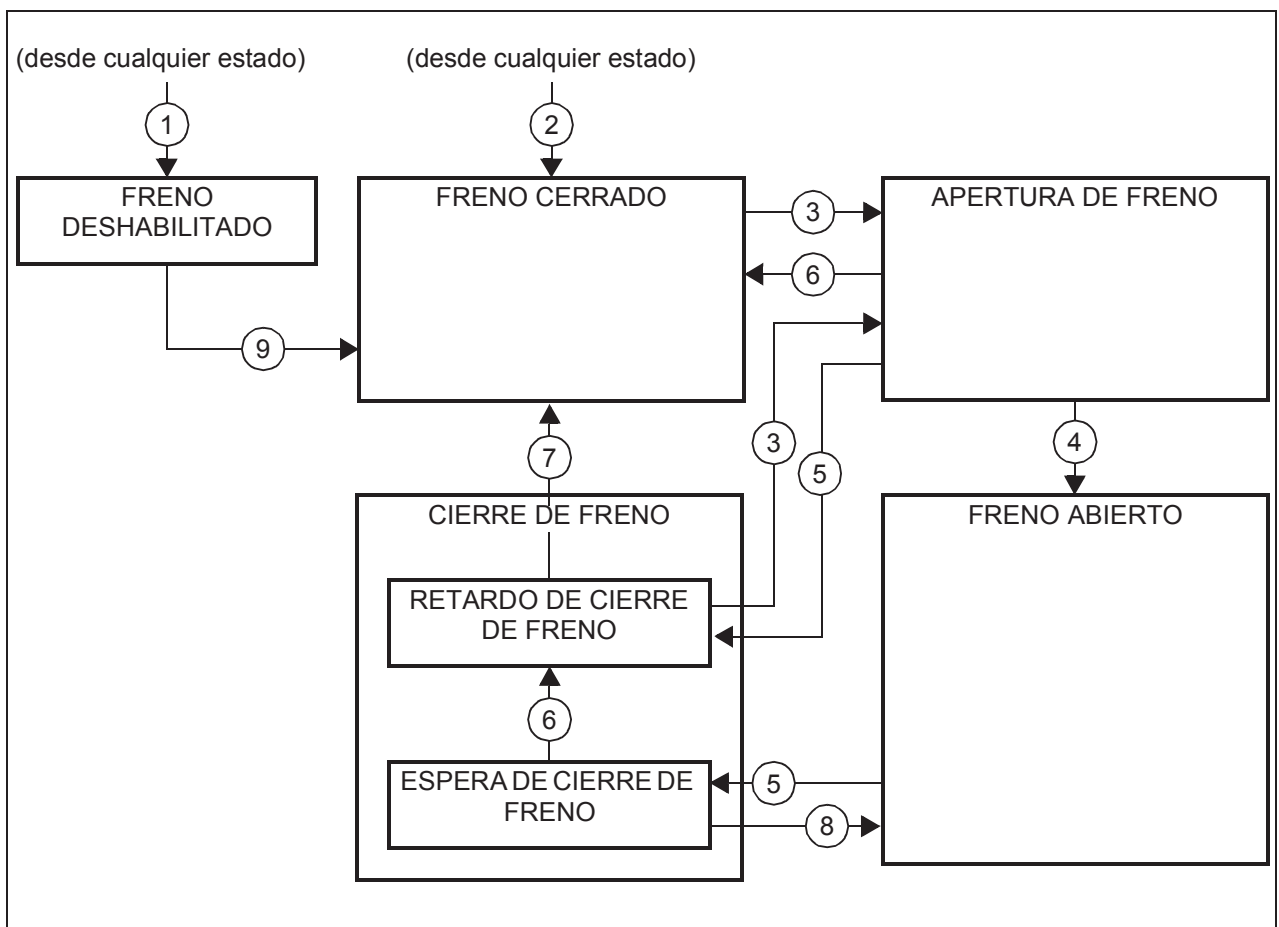 (desde cualquier estado)
(desde cualquier estado)
1
2
FRENO
DESHABILITADO
FRENO CERRADO
APERTURA DE FRENO
3
6
9
3
5
4
7
CIERRE DE FRENO
FRENO ABIERTO
RETARDO DE CIERRE
DE FRENO
6
ESPERA DE CIERRE DE
FRENO
5
8